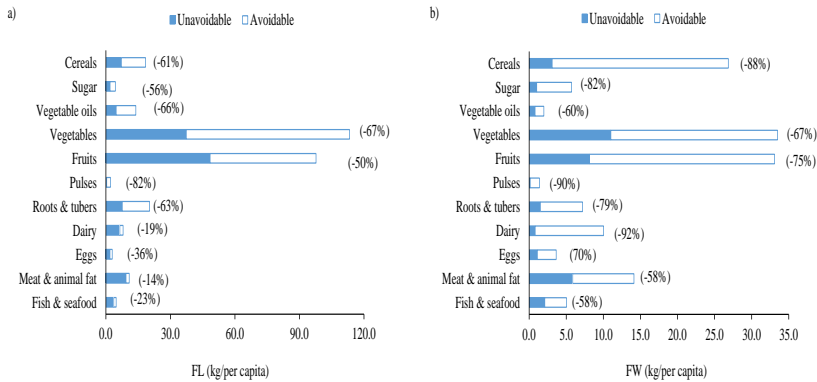 a)
Unavoidable Avoidable
Cereals (-61%)
Sugar (-56%)
Vegetable oils (-66%)
Vegetables (-67%)
Fruits (-50%)
Pulses (-82%)
Roots & tubers (-63%)
Dairy (-19%)
Eggs (-36%)
Meat & animal fat (-14%)
Fish & seafood (-23%)
0.0 30.0 60.0 90.0 120.0
FL (kg/per capita)
b)
Unavoidable Avoidable
Cereals (-88%)
Sugar (-82%)
Vegetable oils (-60%)
Vegetables (-67%)
Fruits (-75%)
Pulses (-90%)
Roots & tubers (-79%)
Dairy (-92%)
Eggs (70%)
Meat & animal fat (-58%)
Fish & seafood (-58%)
0.0 5.0 10.0 15.0 20.0 25.0 30.0 35.0
FW (kg/per capita)